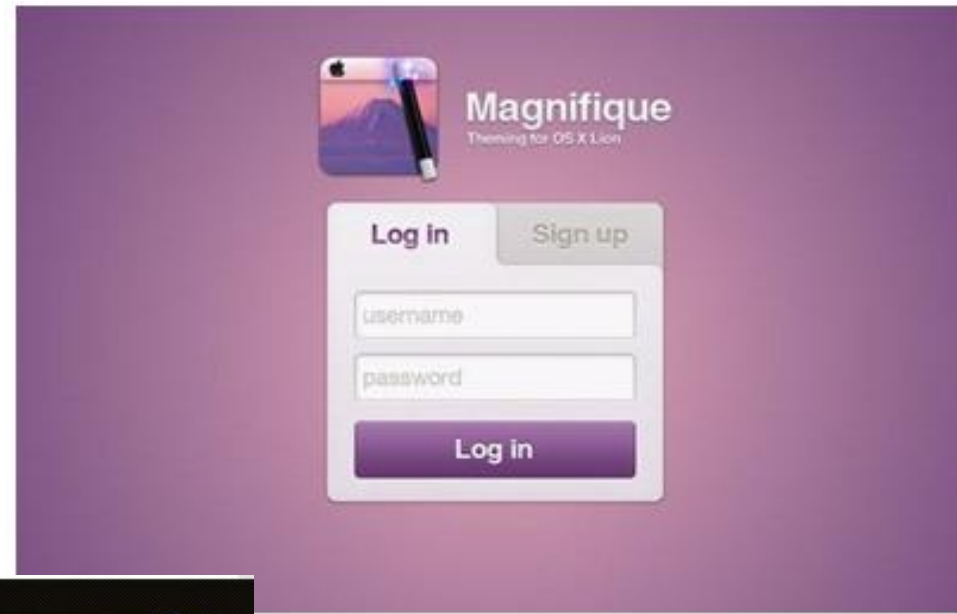 Magnifique
Theming for OS X Lion
Log in
Sign up
username
password
Log in